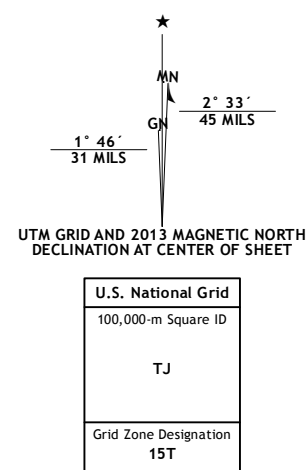 MN
GN
2° 33´
45 MILS
1° 46´
31 MILS
UTM GRID AND 2013 MAGNETIC NORTH
DECLINATION AT CENTER OF SHEET
U.S. National Grid
100,000-m Square ID
TJ
Grid Zone Designation
15T